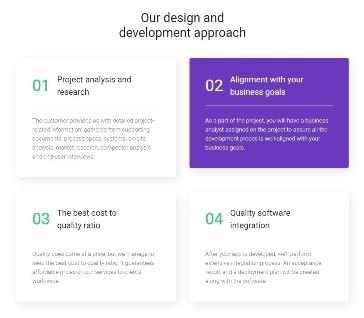 Our design and
development approach
01 Project analysis and
research
The customer provides us with detailed project-
related information: gathered from supporting
documents, process specs, systems, on-site
analysis, market research, competitor analysis
and end-user interviews.
02 Alignment with your
business goals
As a part of the project, you will have a business
analyst assigned on the project to assure all the
development process is well-aligned with your
business goals.
03 The best cost to
quality ratio
Quality does come at a price, but we manage to
keep the best cost to quality ratio. It guarantees
affordable prices on our services to clients
worldwide.
04 Quality software
integration
After your app is developed, we'll perform
extensive integration process. An acceptance
report and a deployment plan will be created
along with the software.